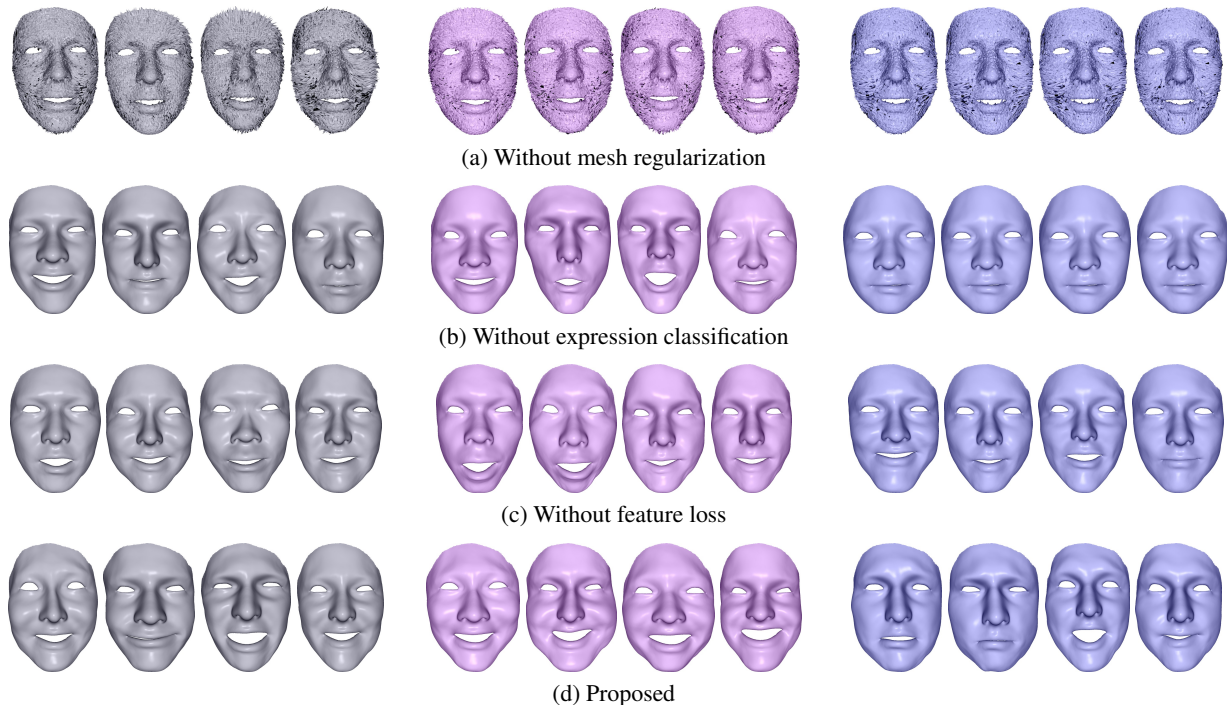 (a) Without mesh regularization
(b) Without expression classification
(c) Without feature loss
(d) Proposed